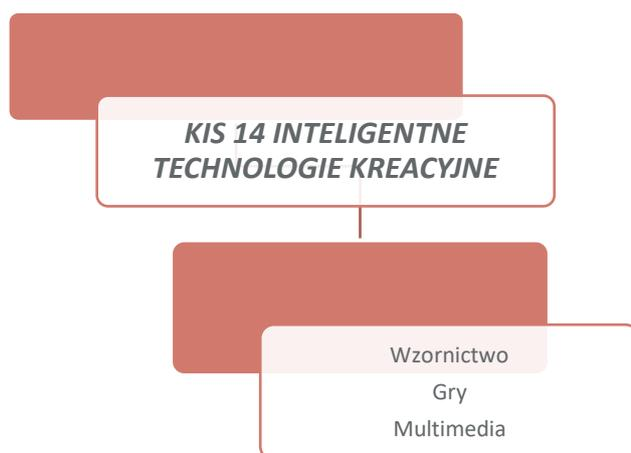 KIS 14 INTELIGENTNE
TECHNOLOGIE KREACYJNE
Wzornictwo
Gry
Multimedia